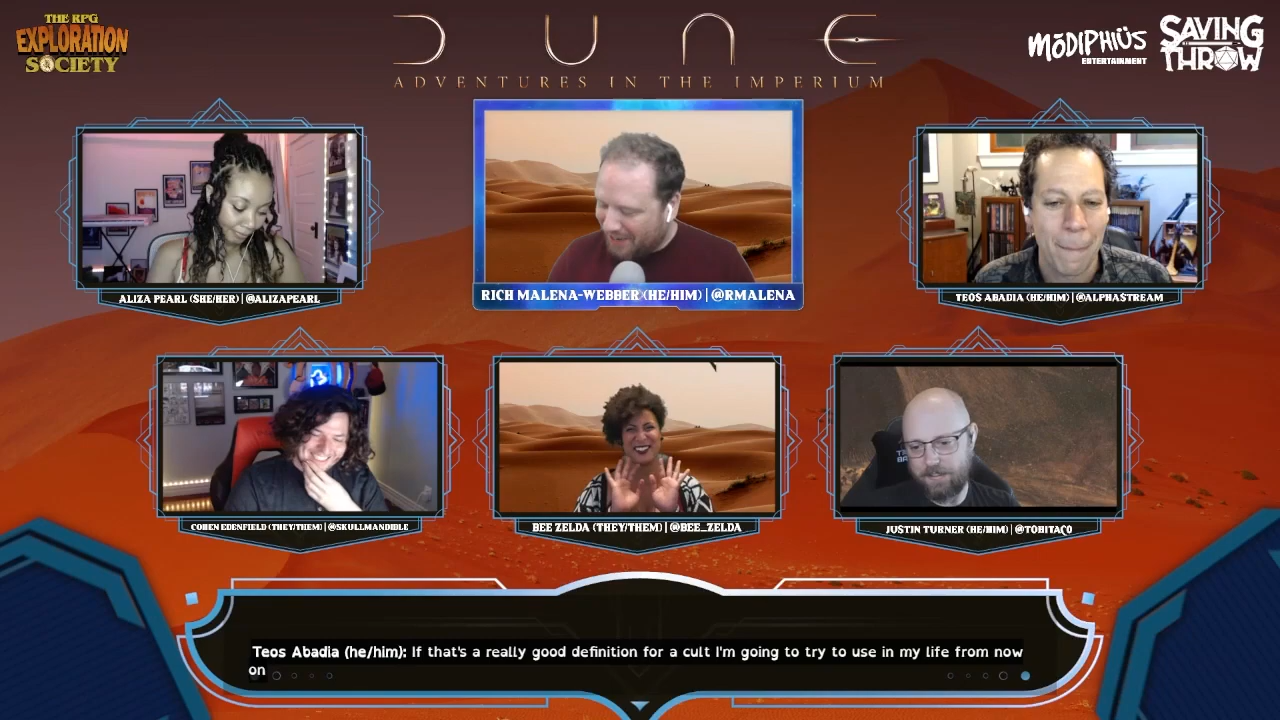 THE RPG
EXPLORATION
SOCIETY
DUNE
ADVENTURES IN THE IMPERIUM
MŌDIPHIÜS
ENTERTAINMENT
SAVING
THROW
ALIZA PEARL (SHE/HER) | @ALIZAPEARL
RICH MALENA-WEBBER (HE/HIM) | @RMALENA
TEOS ABADIA (HE/HIM) | @ALPHASTREAM
COHEN EDENFIELD (THEY/THEM) | @SKULLMANDIBLE
BEE ZELDA (THEY/THEM) | @BEE_ZELDA
JUSTIN TURNER (HE/HIM) | @TOBITACO
Teos Abadia (he/him): If that's a really good definition for a cult I'm going to try to use in my life from now
on